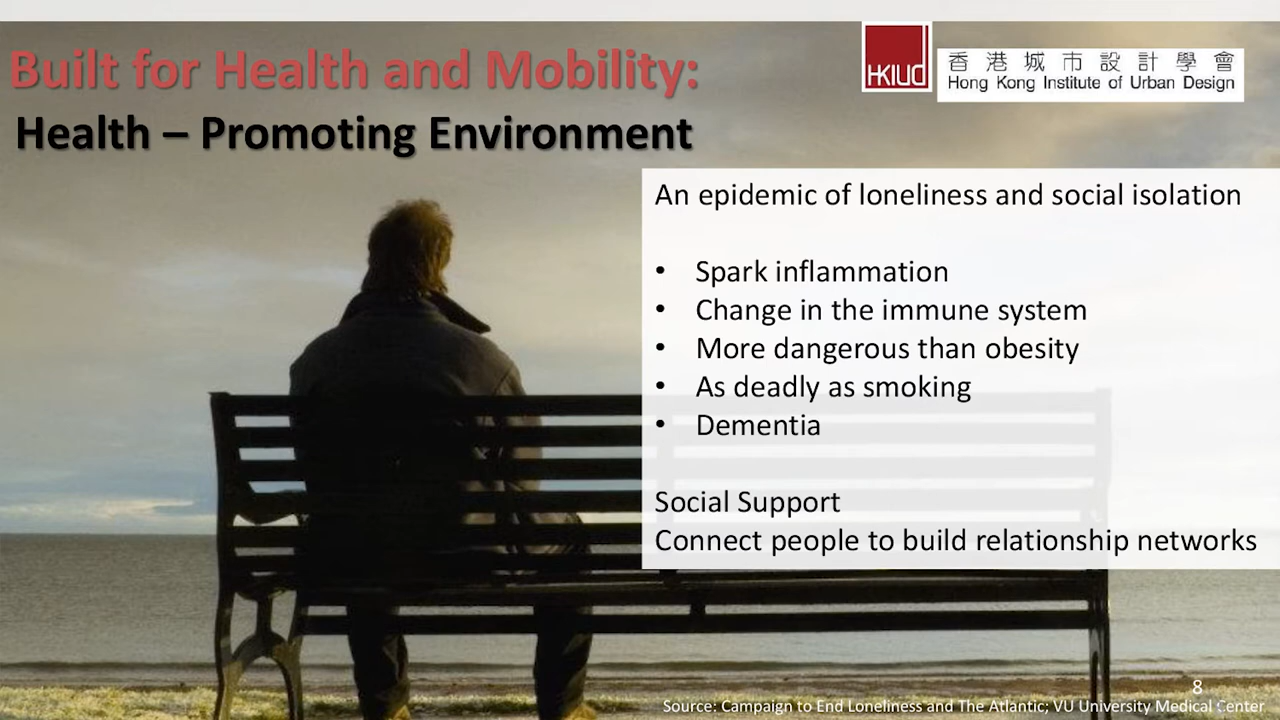 Built for Health and Mobility:
Health – Promoting Environment
HKIUD
香港城市設計學會
Hong Kong Institute of Urban Design
An epidemic of loneliness and social isolation
• Spark inflammation
• Change in the immune system
• More dangerous than obesity
• As deadly as smoking
• Dementia
Social Support
Connect people to build relationship networks
8
Source: Campaign to End Loneliness and The Atlantic; VU University Medical Center